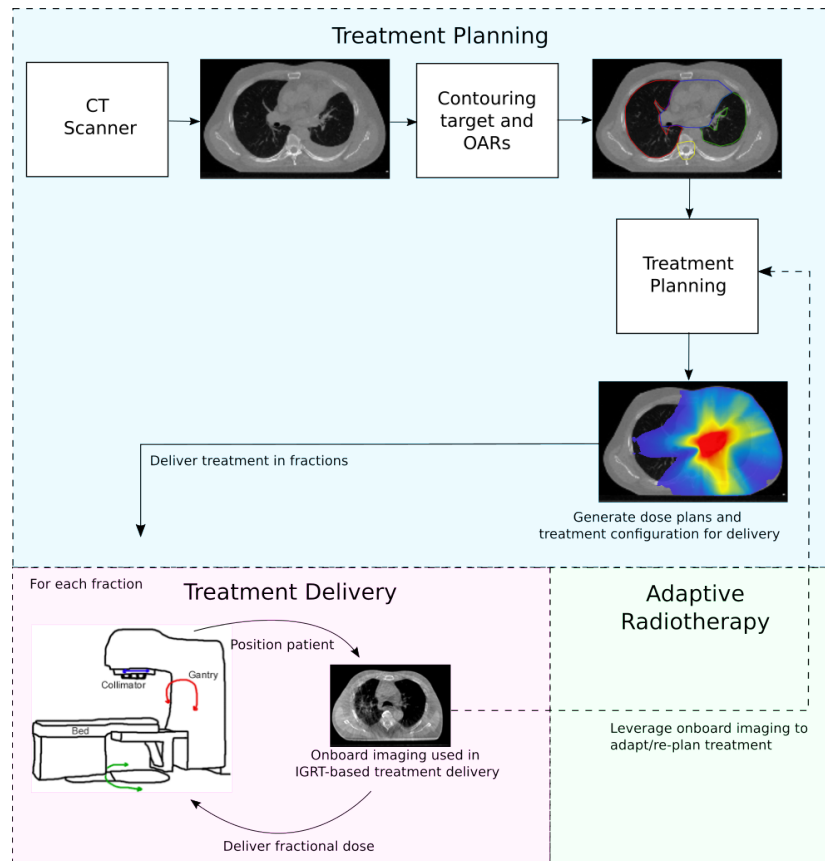 Treatment Planning
CT
Scanner
Contouring
target and
OARs
Treatment
Planning
Deliver treatment in fractions
Generate dose plans and
treatment configuration for delivery
For each fraction
Treatment Delivery
Position patient
Collimator
Gantry
Bed
Onboard imaging used in
IGRT-based treatment delivery
Deliver fractional dose
Adaptive
Radiotherapy
Leverage onboard imaging to
adapt/re-plan treatment